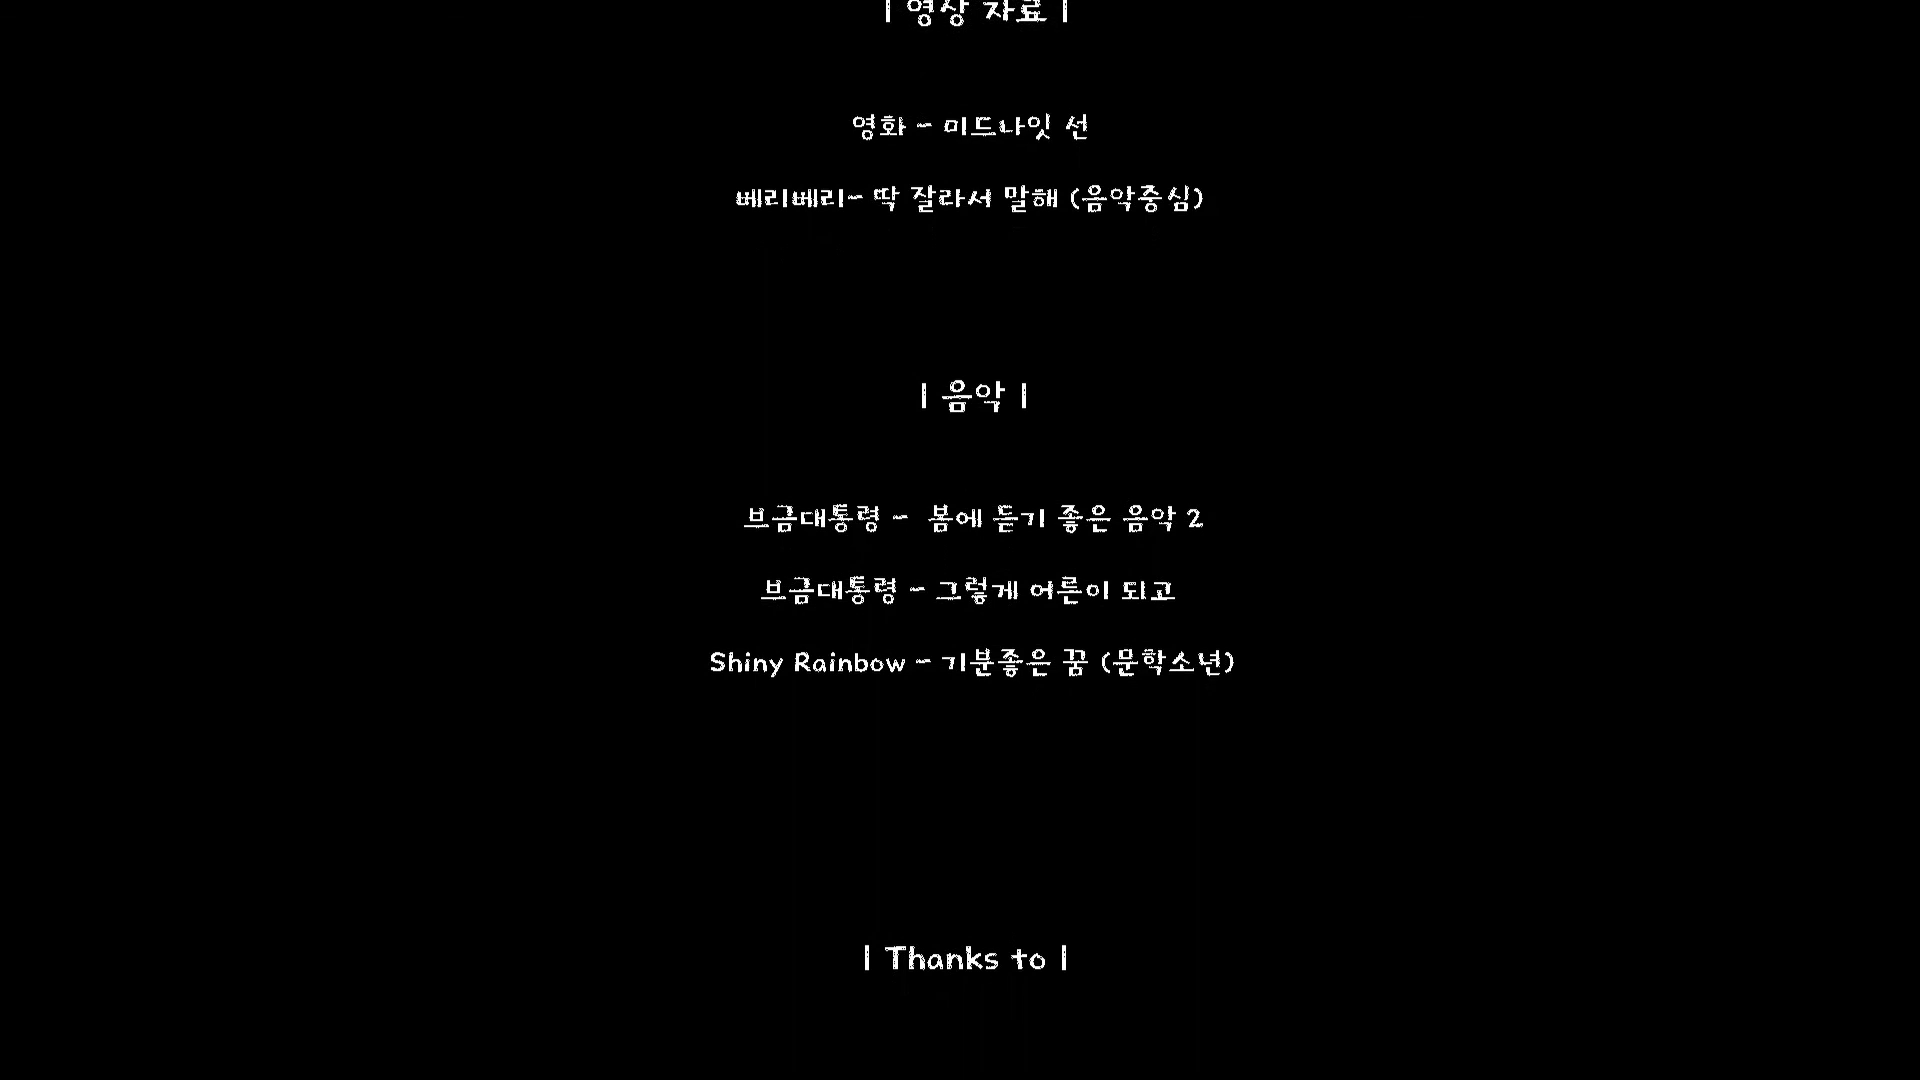 | 영상 자료 |
영화 - 미드나잇 선
베리베리- 딱 잘라서 말해 (음악중심)
| 음악 |
브금대통령 - 봄에 듣기 좋은 음악 2
브금대통령 - 그렇게 어른이 되고
Shiny Rainbow - 기분좋은 꿈 (문학소년)
| Thanks to |